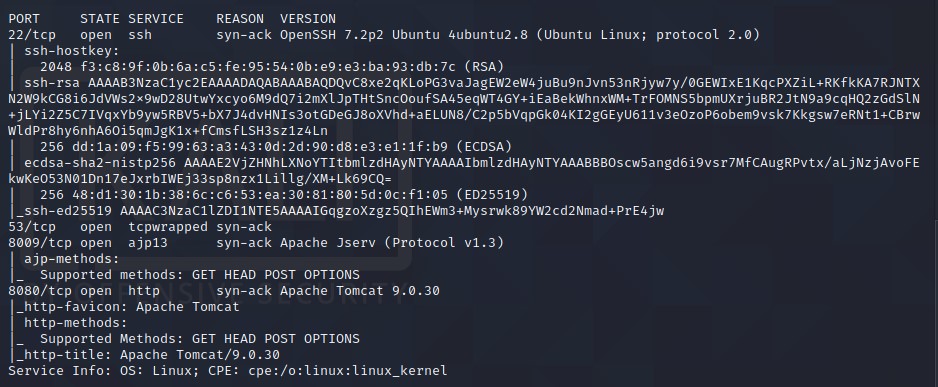 PORT     STATE SERVICE    REASON  VERSION
22/tcp   open  ssh        syn-ack OpenSSH 7.2p2 Ubuntu 4ubuntu2.8 (Ubuntu Linux; protocol 2.0)
| ssh-hostkey:
|   2048 f3:c8:9f:0b:6a:c5:fe:95:54:0b:e9:e3:ba:93:db:7c (RSA)
| ssh-rsa AAAAB3NzaC1yc2EAAAADAQABAAABAQDQvC8xe2qKLoPG3vaJagEW2eW4juBu9nJvn53nRjyw7y/0GEWIxE1KqcPXZiL+RKfkKA7RJNTX
N2W9kCG8i6JdVWs2×9wD28UtwYxcyo6M9dQ7i2mXlJpTHtSncOoufSA45eqWT4GY+iEaBekWhnxWM+TrFOMNS5bpmUXrjuBR2JtN9a9cqHQ2zGdSlN
+jLYi2Z5C7IVqxYb9yw5RBV5+bX7J4dvHNIs3otGDeGJ8oXVhd+aELUN8/C2p5bVqpGk04KI2gGEyU611v3eOzoP6obem9vsk7Kkgsw7eRNt1+CBrw
WldPr8hy6nhA6Oi5qmJgK1x+fCmsfLSH3sz1z4Ln
|   256 dd:1a:09:f5:99:63:a3:43:0d:2d:90:d8:e3:e1:1f:b9 (ECDSA)
| ecdsa-sha2-nistp256 AAAAE2VjZHNhLXNoYTItbmlzdHAyNTYAAAAIbmlzdHAyNTYAAABBBOscw5angd6i9vsr7MfCAugRPvtx/aLjNzjAvoFE
kwKeO53N01Dn17eJxrbIWEj33sp8nzx1Lillg/XM+Lk69CQ=
|   256 48:d1:30:1b:38:6c:c6:53:ea:30:81:80:5d:0c:f1:05 (ED25519)
|_ssh-ed25519 AAAAC3NzaC1lZDI1NTE5AAAAIGqgzoXzgz5QIhEWm3+Mysrwk89YW2cd2Nmad+PrE4jw
53/tcp   open  tcpwrapped syn-ack
8009/tcp open  ajp13      syn-ack Apache Jserv (Protocol v1.3)
| ajp-methods:
|_  Supported methods: GET HEAD POST OPTIONS
8080/tcp open  http       syn-ack Apache Tomcat 9.0.30
OFFENSIVE SECURITY
|_http-favicon: Apache Tomcat
| http-methods:
|_  Supported Methods: GET HEAD POST OPTIONS
|_http-title: Apache Tomcat/9.0.30
Service Info: OS: Linux; CPE: cpe:/o:linux:linux_kernel